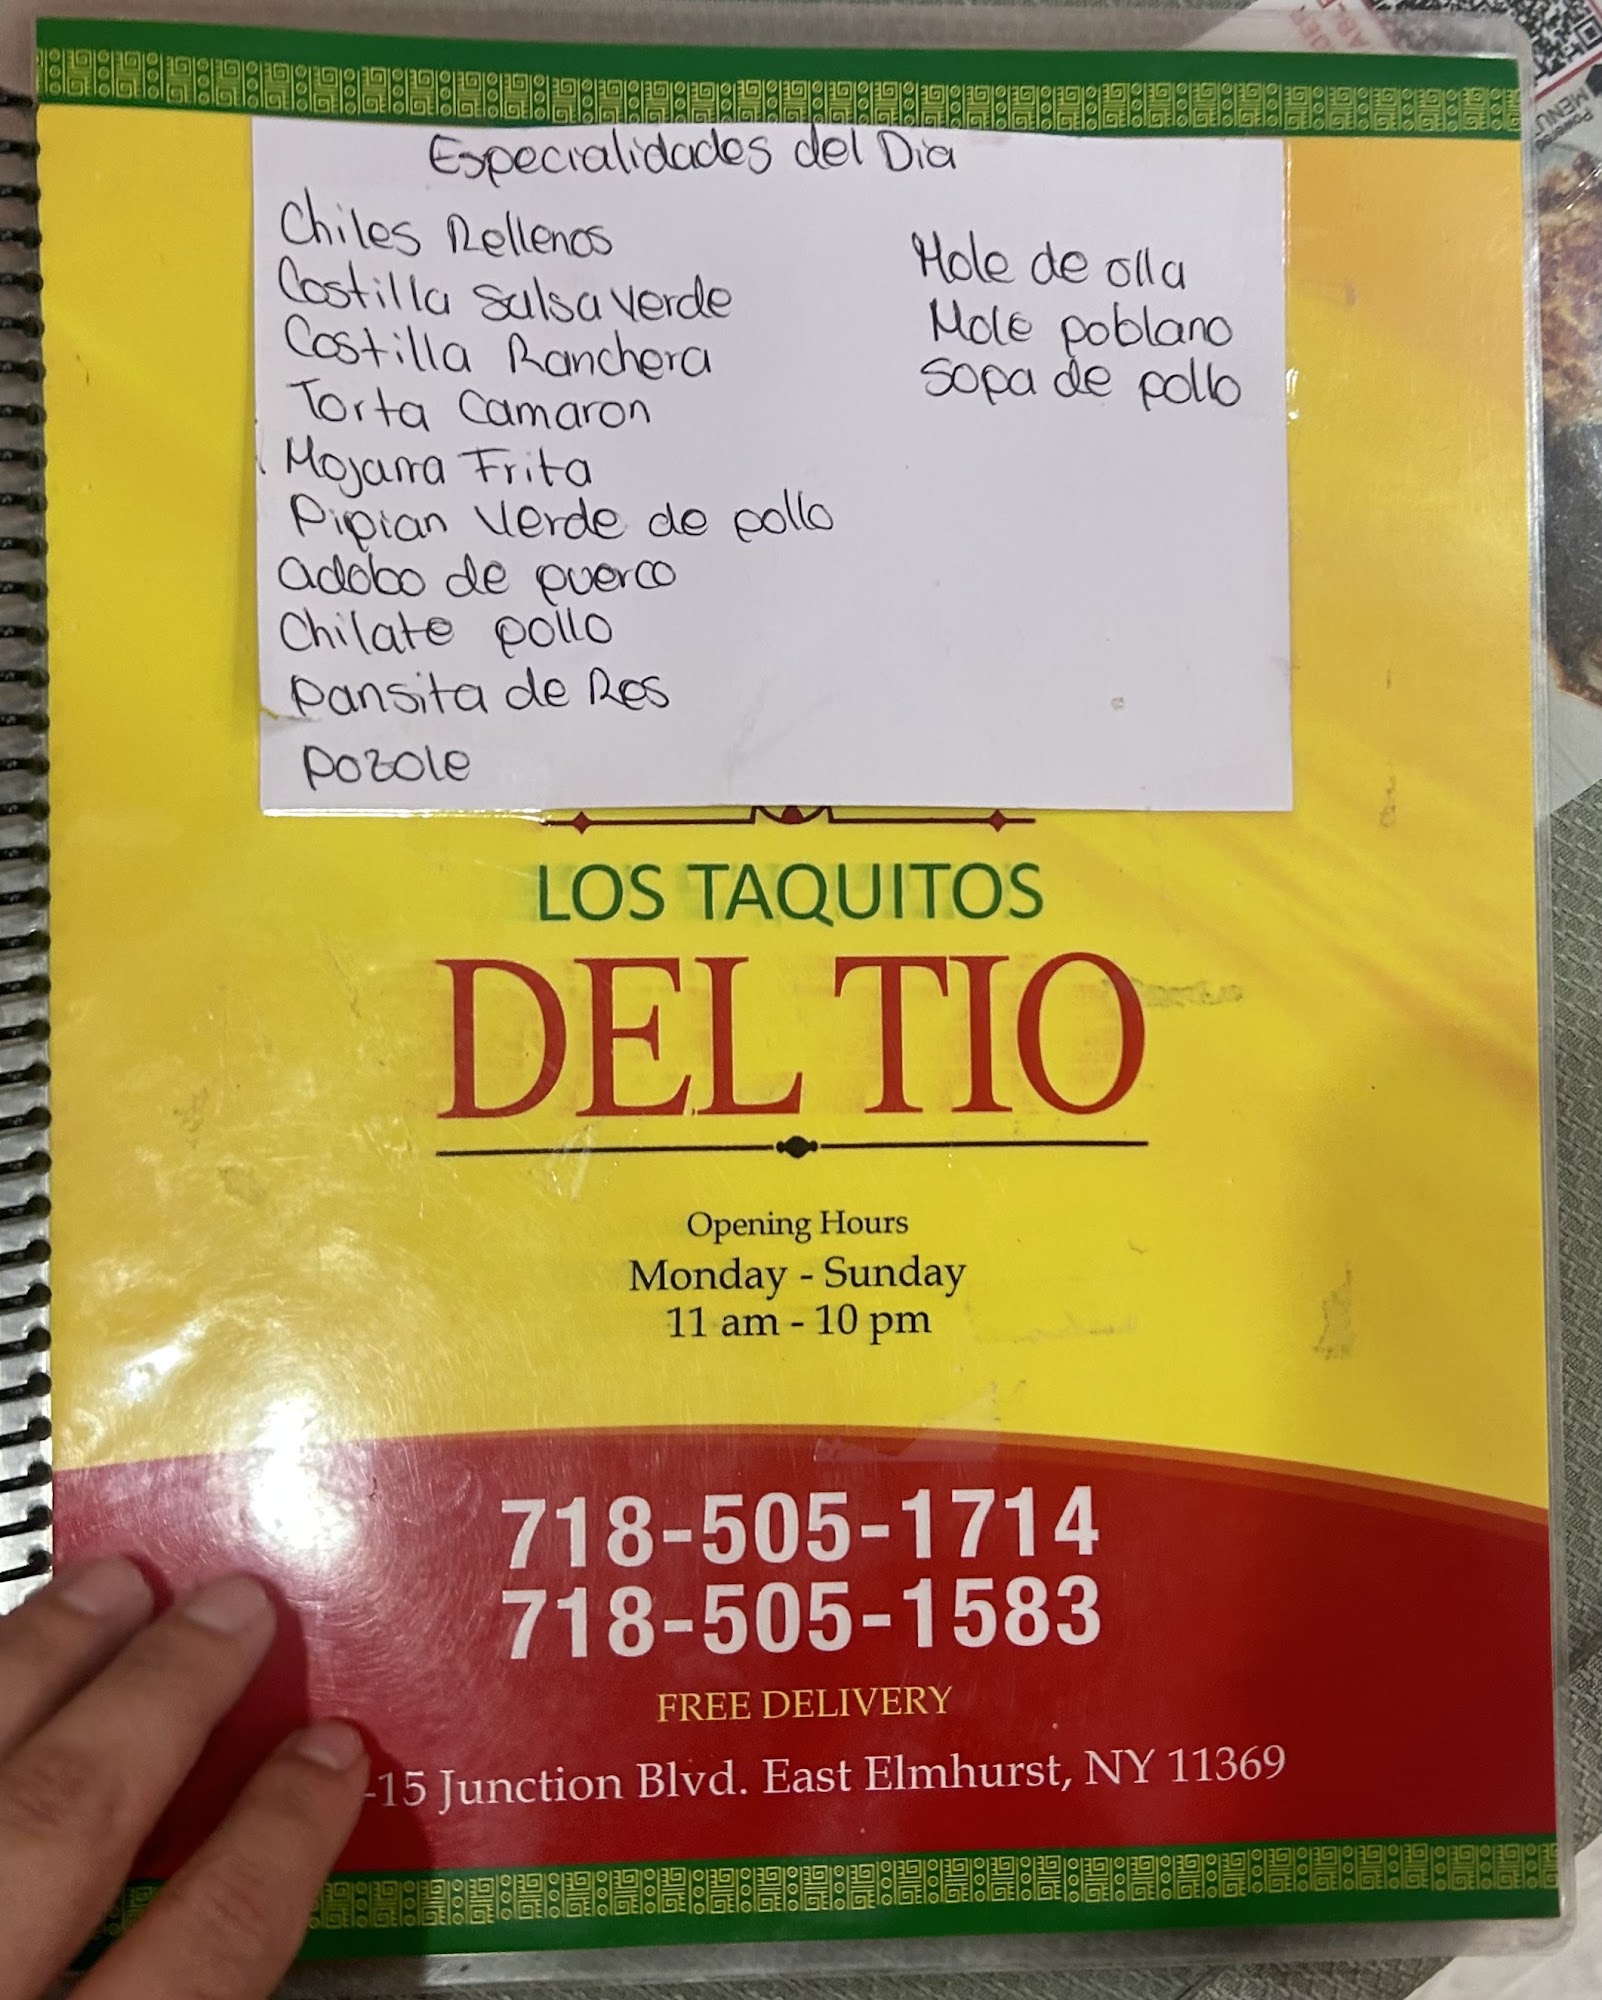 Especialidades del Dia
Chiles Rellenos
Costilla Salsa Verde
Costilla Ranchera
Torta Camaron
Mojarra Frita
Pipian Verde de pollo
adobo de puerco
Chilate pollo
pansita de Res
pozole
Mole de olla
Mole poblano
Sopa de pollo
LOS TAQUITOS
DEL TIO
Opening Hours
Monday - Sunday
11 am - 10 pm
718-505-1714
718-505-1583
FREE DELIVERY
-15 Junction Blvd. East Elmhurst, NY 11369
MENU